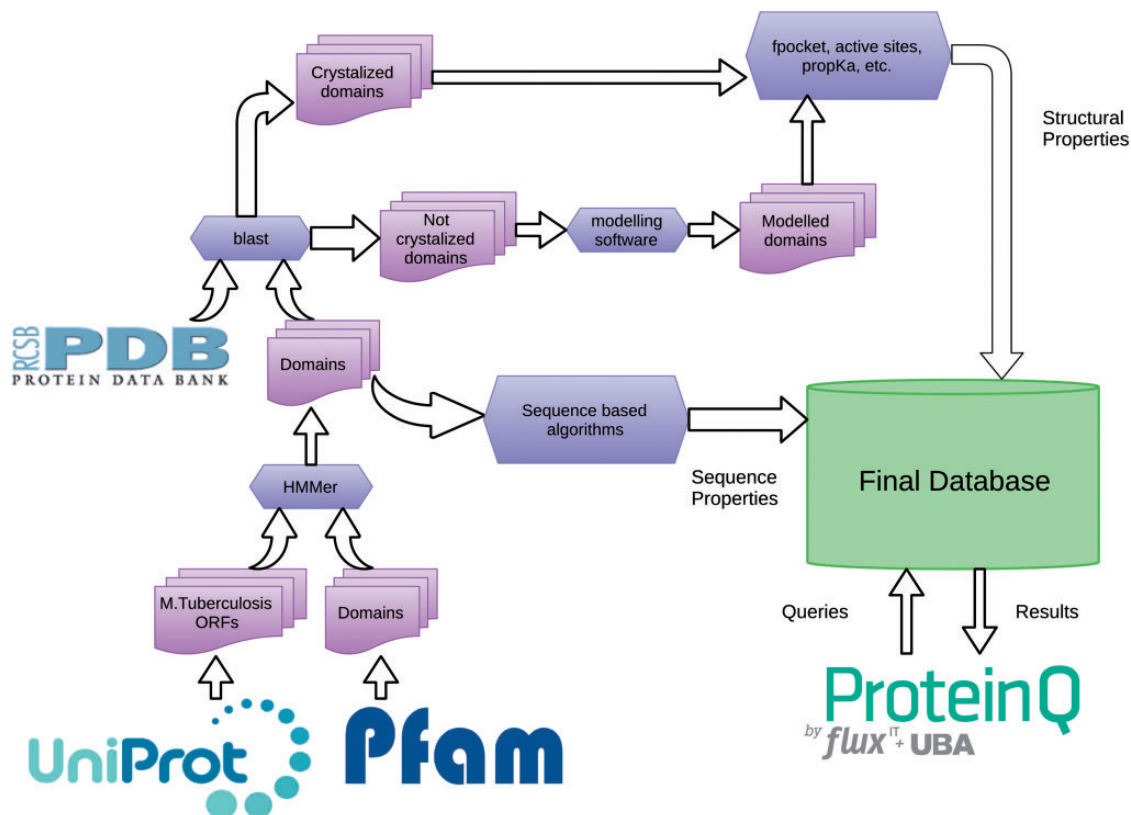 Crystalized
domains
fpocket, active sites,
propKa, etc.
Structural
Properties
blast
Not
crystalized
domains
modelling
software
Modelled
domains
RCSB
PDB
PROTEIN DATA BANK
Domains
Sequence based
algorithms
Sequence
Properties
Final Database
HMMer
M.Tuberculosis
ORFs
Domains
Queries
Results
UniProt
Pfam
ProteinQ
by flux IT + UBA